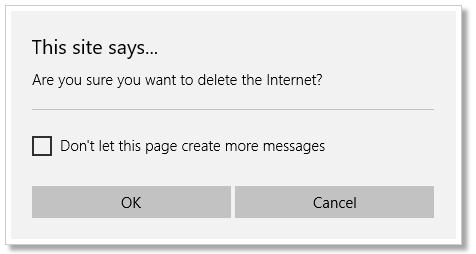 This site says...
Are you sure you want to delete the Internet?
Don't let this page create more messages
OK
Cancel